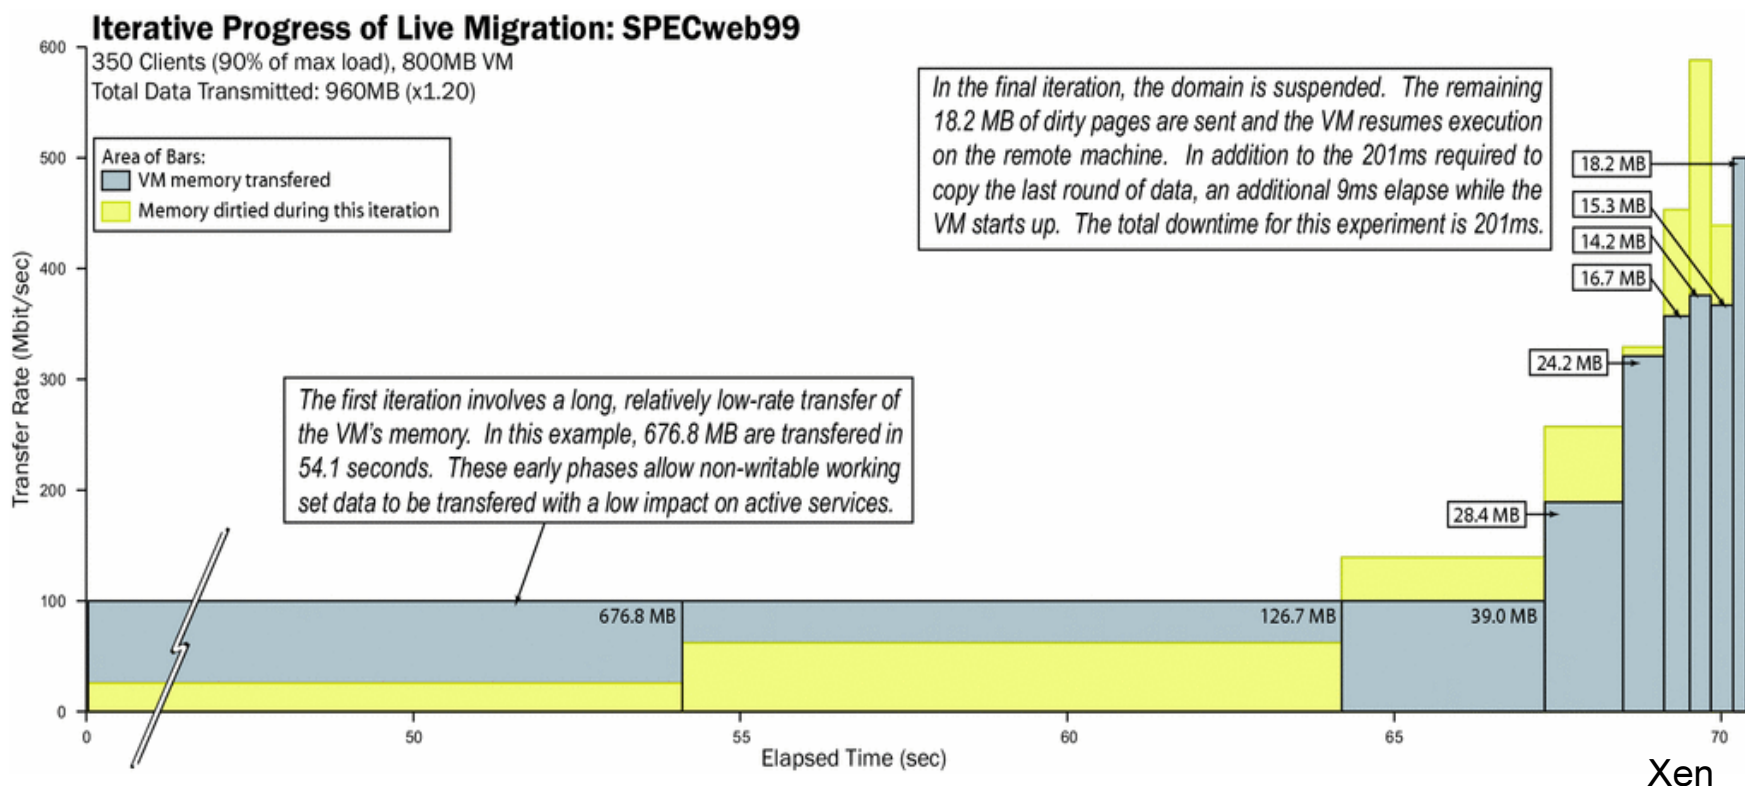 Iterative Progress of Live Migration: SPECweb99
350 Clients (90% of max load), 800MB VM
Total Data Transmitted: 960MB (x1.20)
Area of Bars:
VM memory transfered
Memory dirtied during this iteration
In the final iteration, the domain is suspended. The remaining
18.2 MB of dirty pages are sent and the VM resumes execution
on the remote machine. In addition to the 201ms required to
copy the last round of data, an additional 9ms elapse while the
VM starts up. The total downtime for this experiment is 201ms.
18.2 MB
15.3 MB
14.2 MB
16.7 MB
24.2 MB
28.4 MB
The first iteration involves a long, relatively low-rate transfer of
the VM's memory. In this example, 676.8 MB are transferred in
54.1 seconds. These early phases allow non-writable working
set data to be transfered with a low impact on active services.
676.8 MB
126.7 MB
39.0 MB
Transfer Rate (Mbit/sec)
600
500
400
300
200
100
0
0
50
55
60
65
70
Elapsed Time (sec)
Xen